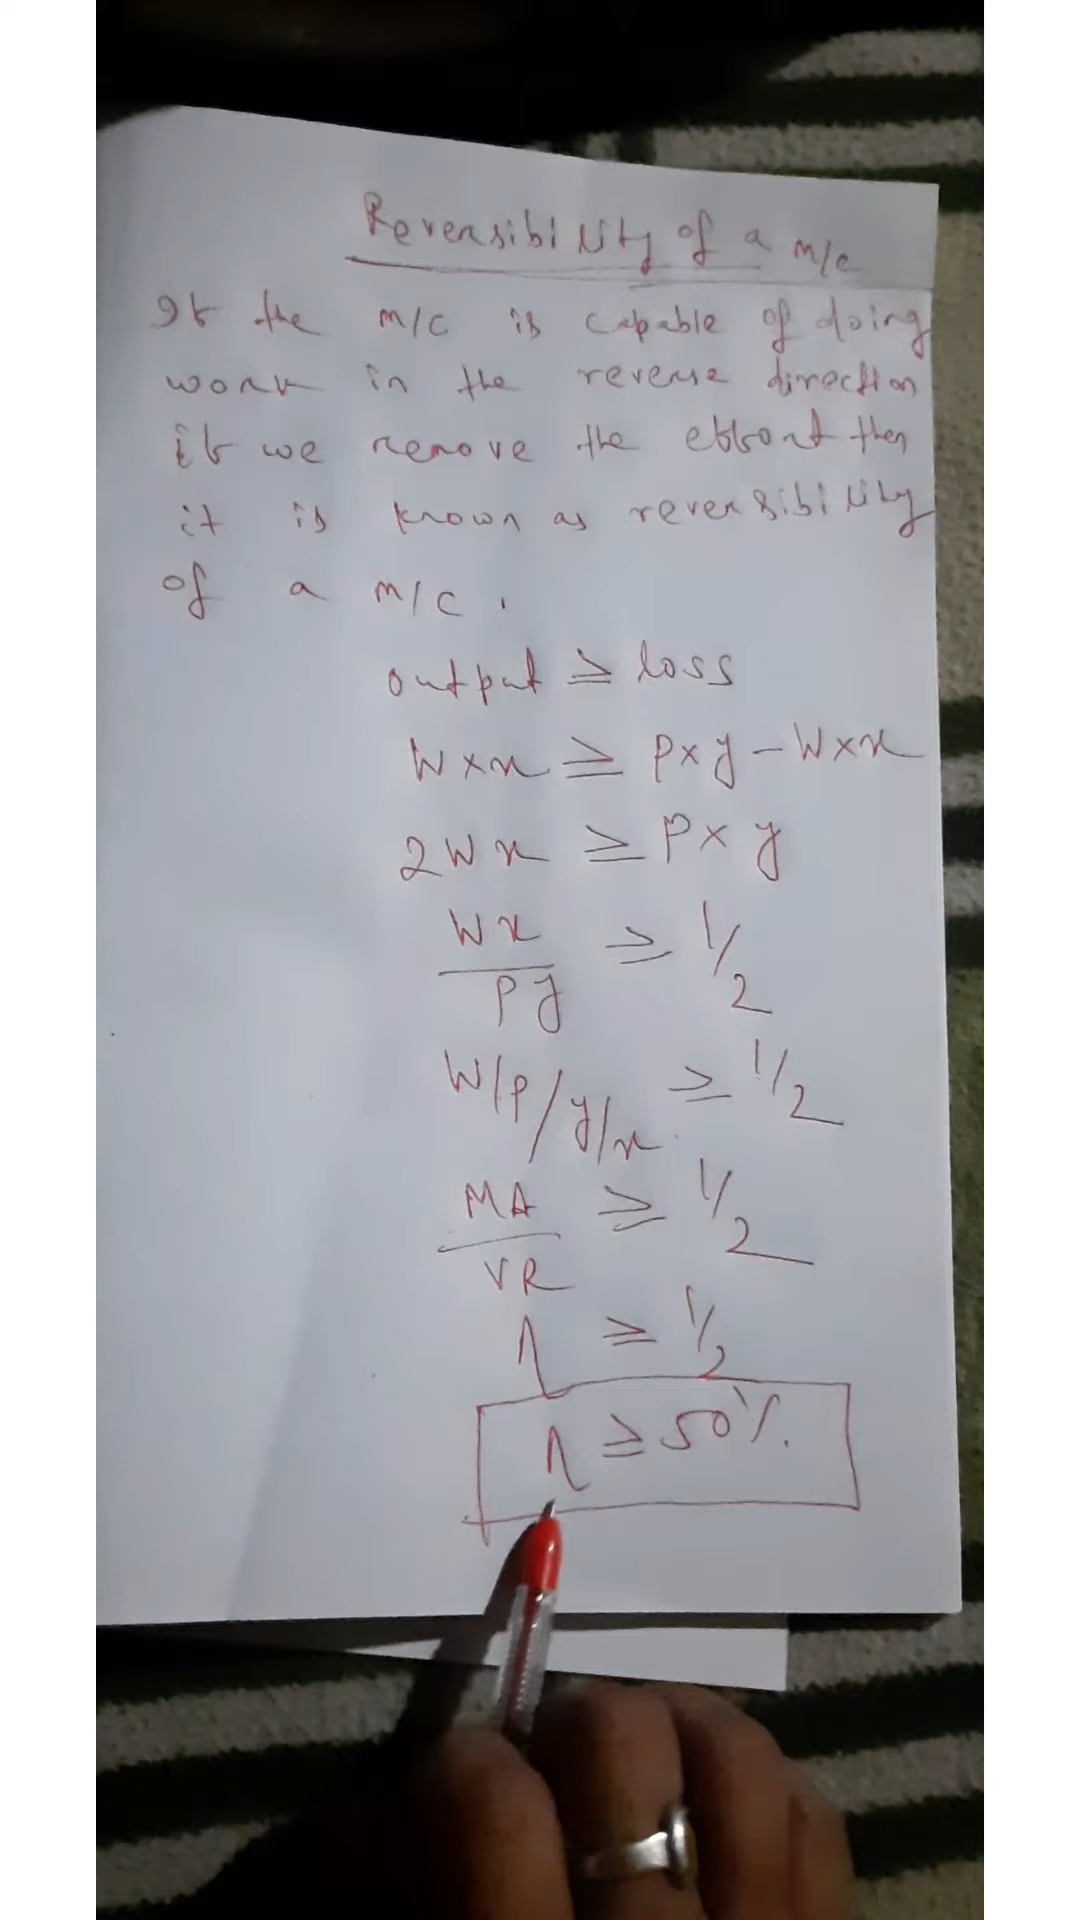 Reversibility of a m/c
If the m/c is capable of doing
work in the reverse direction
if we remove the effort then
it is known as reversibility
of a m/c.
output ≥ loss
W×x ≥ P×y - W×x
2Wx ≥ P×y
Wx/Py ≥ 1/2
W/P/y/x ≥ 1/2
MA/VR ≥ 1/2
η ≥ 1/2
η ≥ 50%.